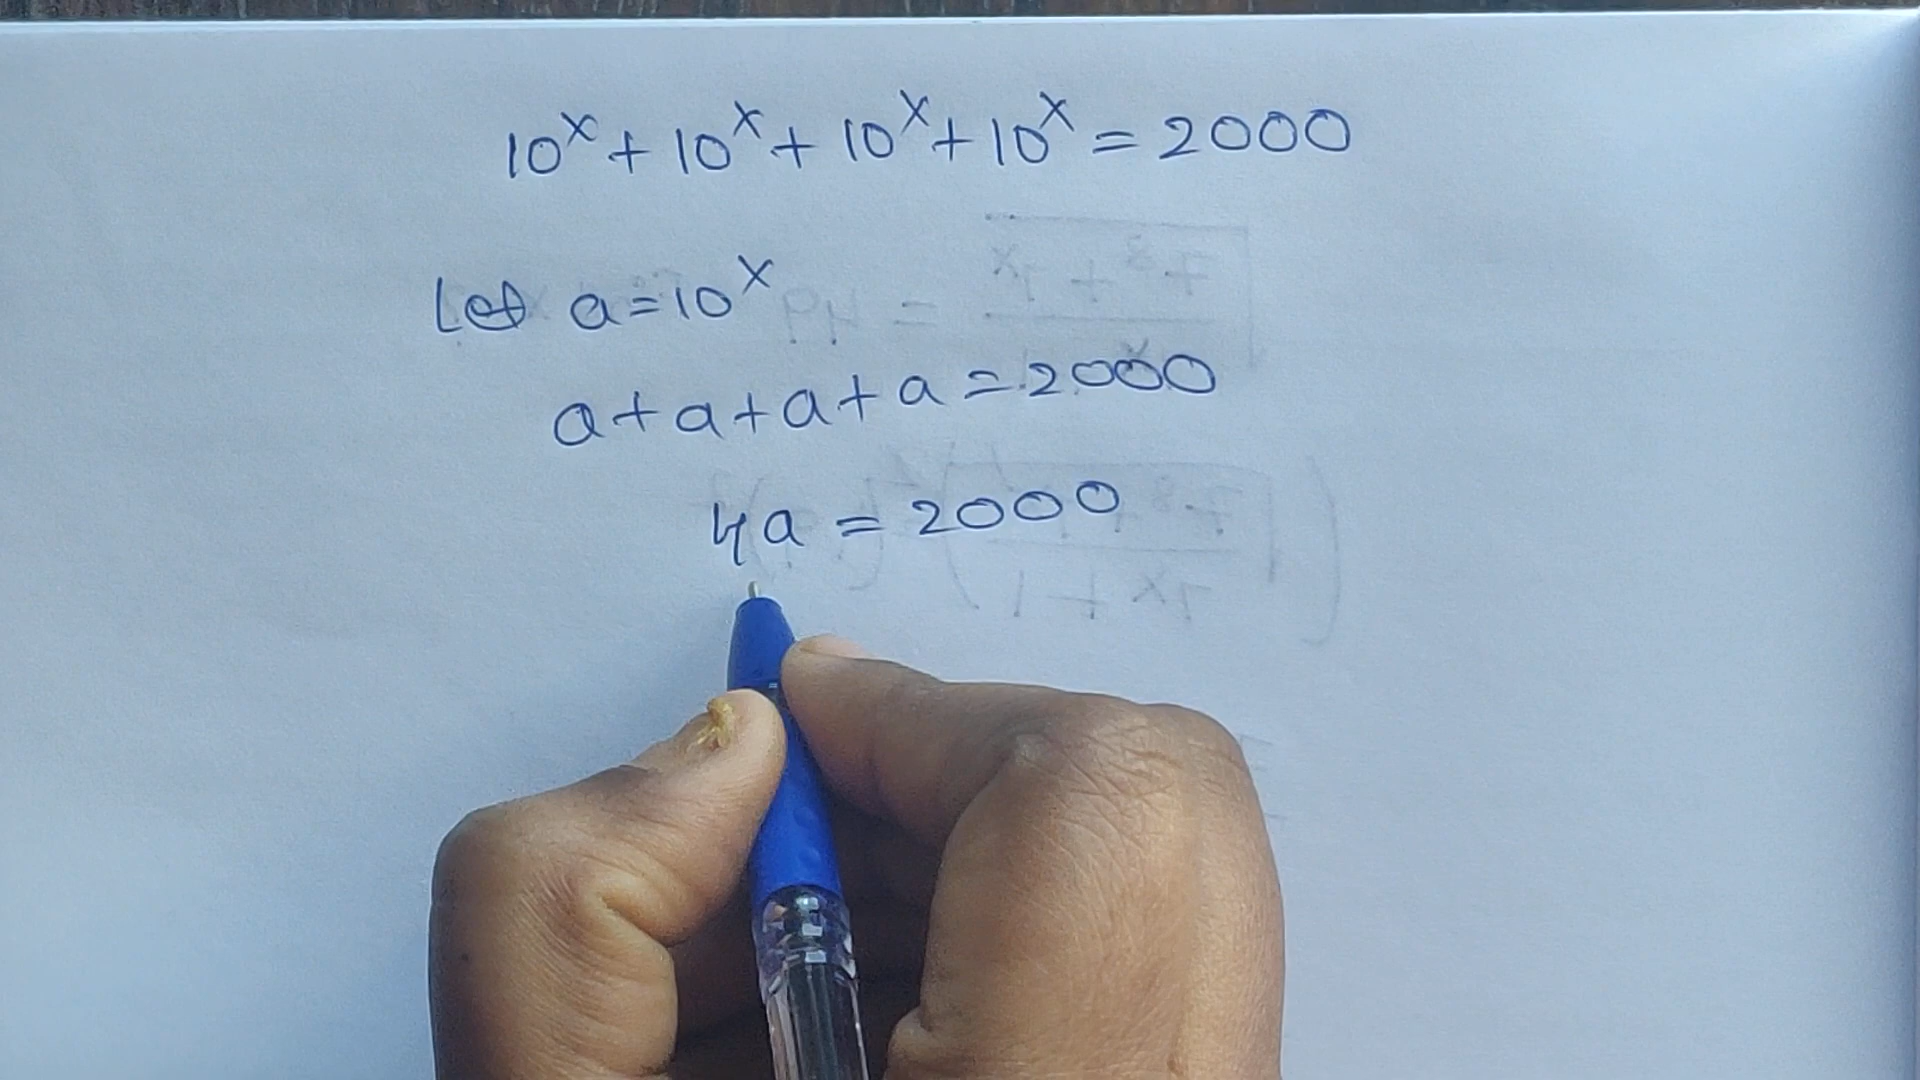 10^x + 10^x + 10^x + 10^x = 2000
Let a = 10^x
a + a + a + a = 2000
4a = 2000